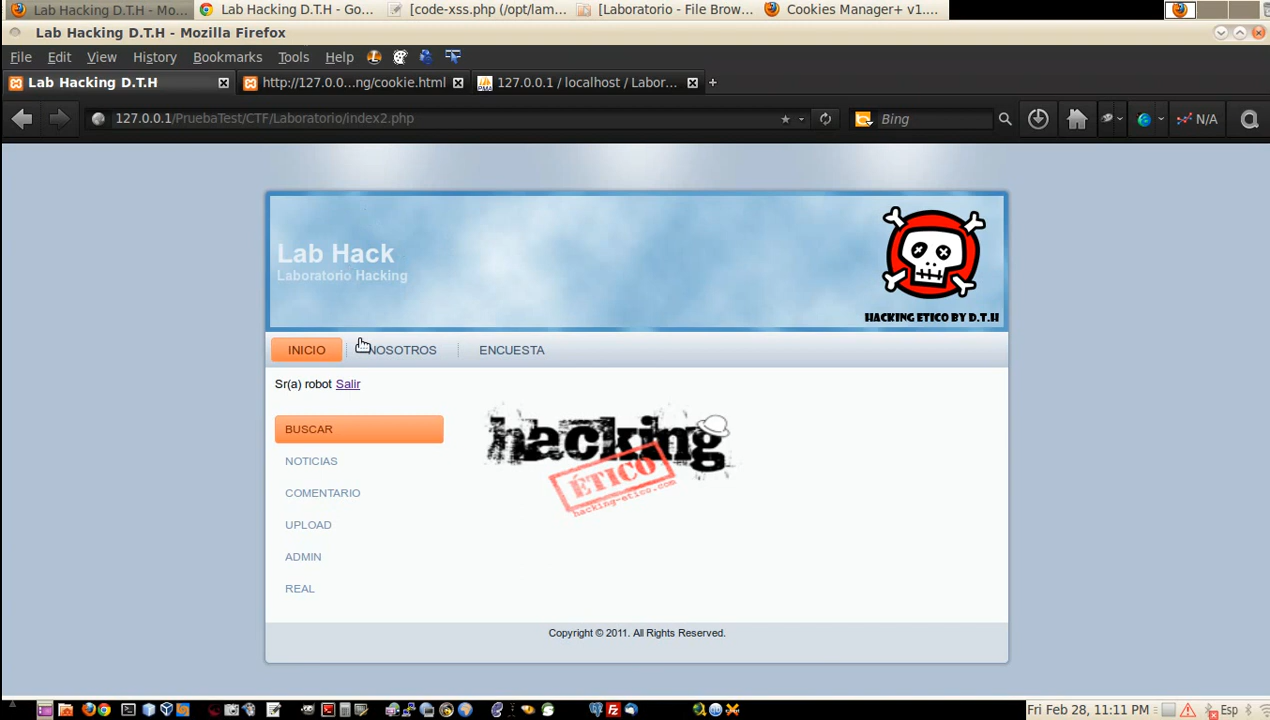 Lab Hacking D.T.H - Mo...
Lab Hacking D.T.H - Go...
[code-xss.php (/opt/lam...
[Laboratorio - File Brow...
Cookies Manager+ v1....
Lab Hacking D.T.H - Mozilla Firefox
File Edit View History Bookmarks Tools Help
Lab Hacking D.T.H
http://127.0.0...ng/cookie.html
127.0.0.1 / localhost / Labor...
127.0.0.1/PruebaTest/CTF/Laboratorio/index2.php
Bing
N/A
Lab Hack
Laboratorio Hacking
HACKING ETICO BY D.T.H
INICIO
NOSOTROS
ENCUESTA
Sr(a) robot Salir
BUSCAR
NOTICIAS
COMENTARIO
UPLOAD
ADMIN
REAL
hacking
ÉTICO
hacking-etico.com
Copyright © 2011. All Rights Reserved.
Esp
Fri Feb 28, 11:11 PM